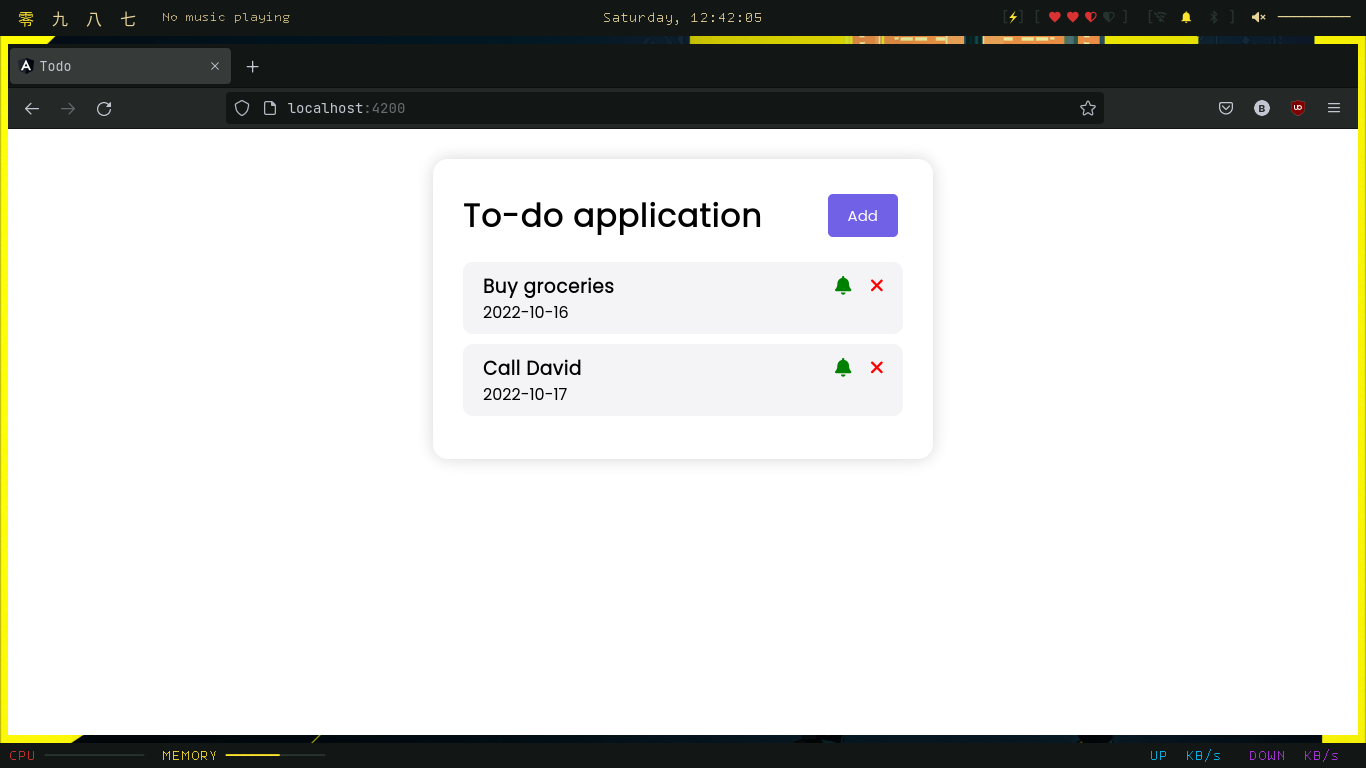 零 九 八 七 No music playing Saturday, 12:42:05
Todo
localhost:4200
To-do application Add
Buy groceries
2022-10-16
Call David
2022-10-17
CPU MEMORY UP KB/s DOWN KB/s